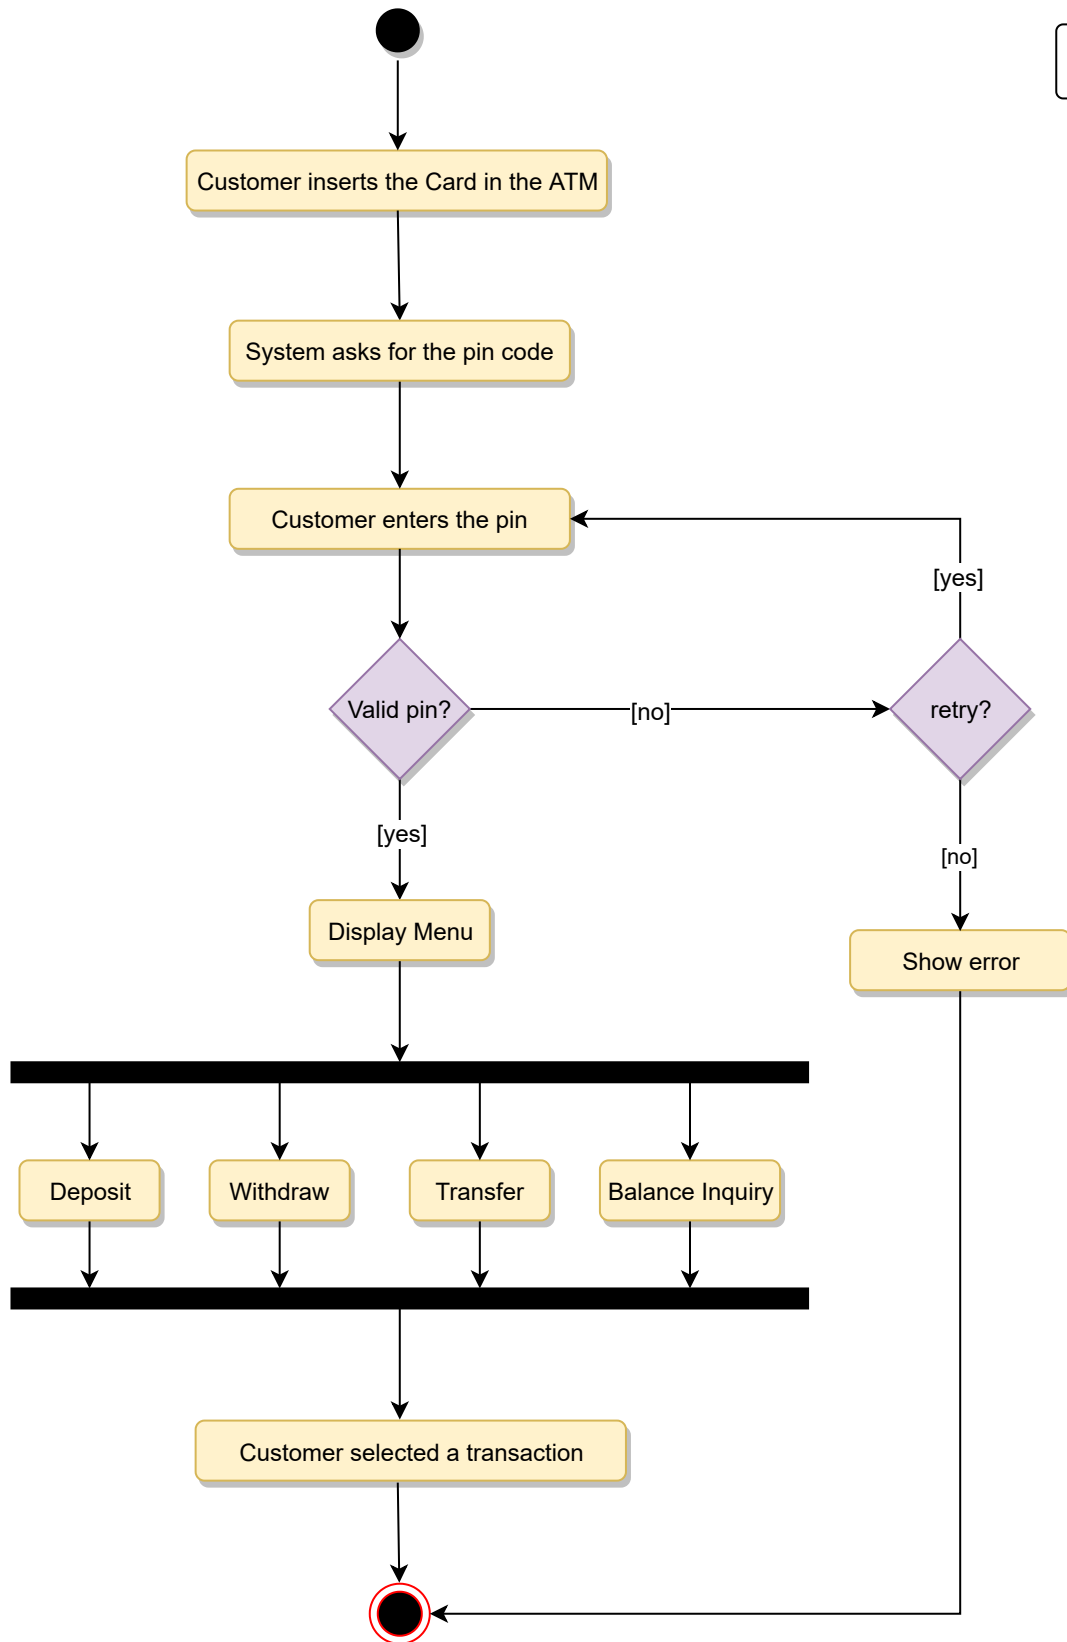 Customer inserts the Card in the ATM
System asks for the pin code
Customer enters the pin
[yes]
Valid pin?
[no]
retry?
[yes]
[no]
Display Menu
Show error
Deposit
Withdraw
Transfer
Balance Inquiry
Customer selected a transaction